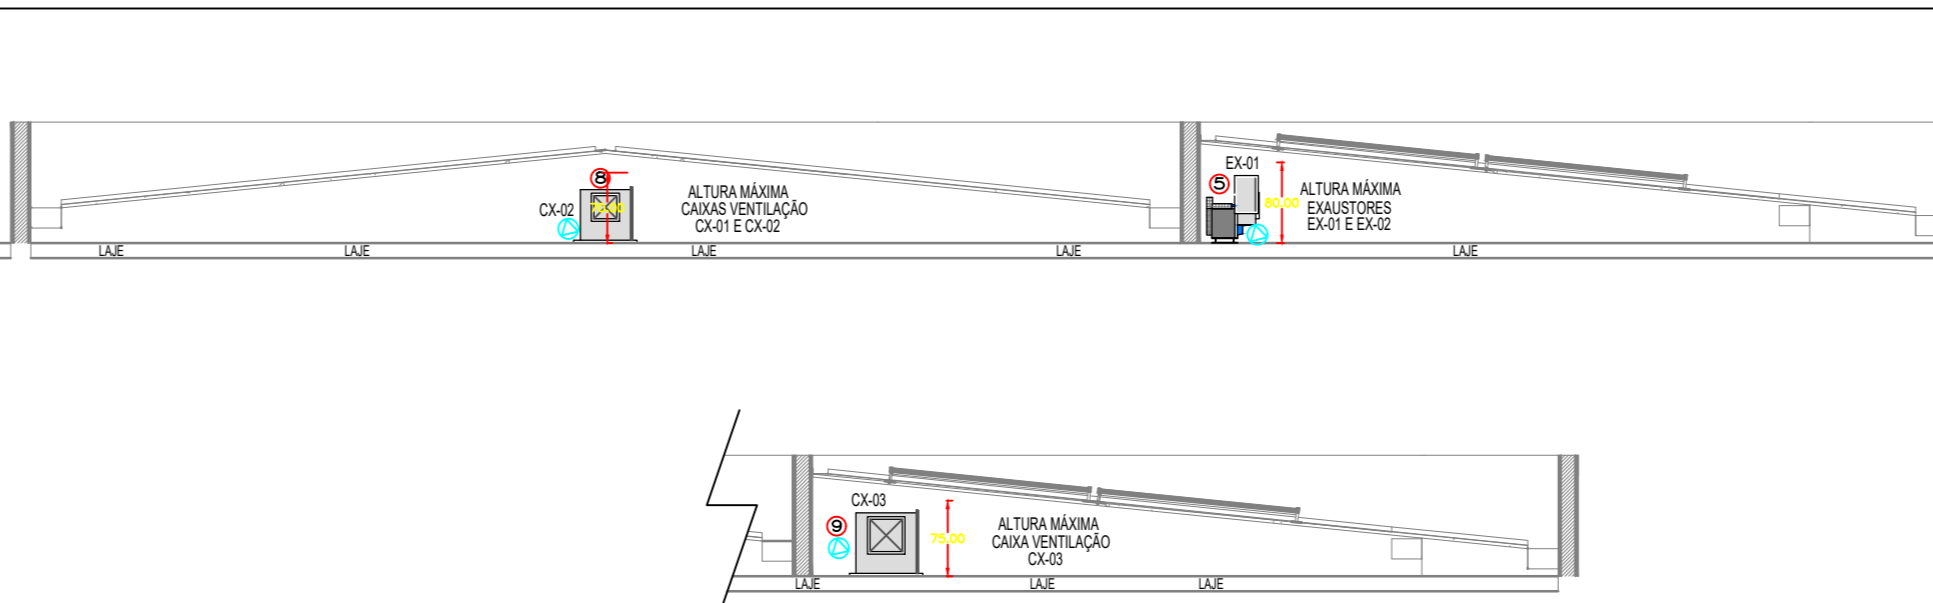 EX-01
8
5
ALTURA MÁXIMA
CAIXAS VENTILAÇÃO
CX-01 E CX-02
CX-02
80,00
ALTURA MÁXIMA
EXAUSTORES
EX-01 E EX-02
LAJE
LAJE
LAJE
LAJE
LAJE
CX-03
9
75,00
ALTURA MÁXIMA
CAIXA VENTILAÇÃO
CX-03
LAJE
LAJE
LAJE